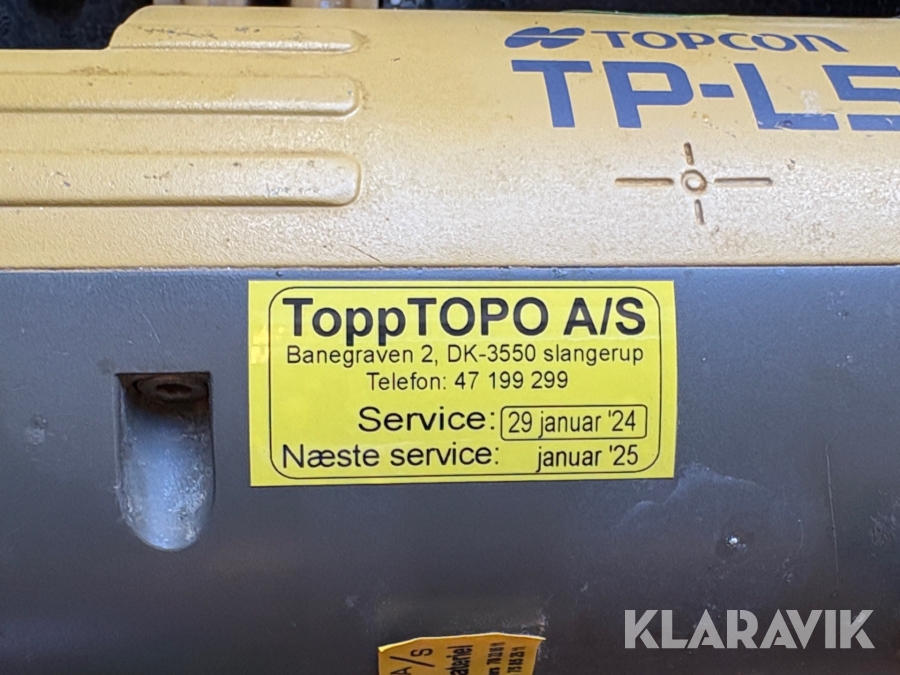 TOPCON
TP-L5
ToppTOPO A/S
Banegraven 2, DK-3550 slangerup
Telefon: 47 199 299
Service: 29 januar '24
Næste service: januar '25
A/S
KLARAVIK